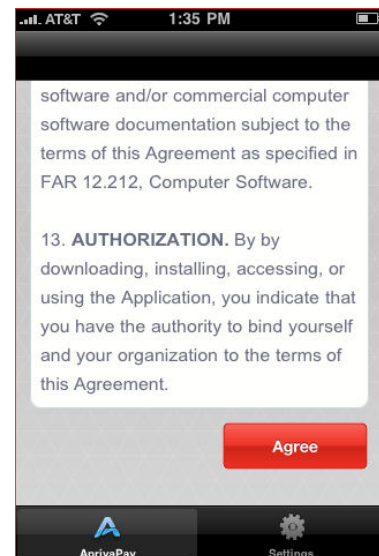 AT&T 1:35 PM
software and/or commercial computer
software documentation subject to the
terms of this Agreement as specified in
FAR 12.212, Computer Software.
13. AUTHORIZATION. By by
downloading, installing, accessing, or
using the Application, you indicate that
you have the authority to bind yourself
and your organization to the terms of
this Agreement.
Agree
AprivaPay Settings